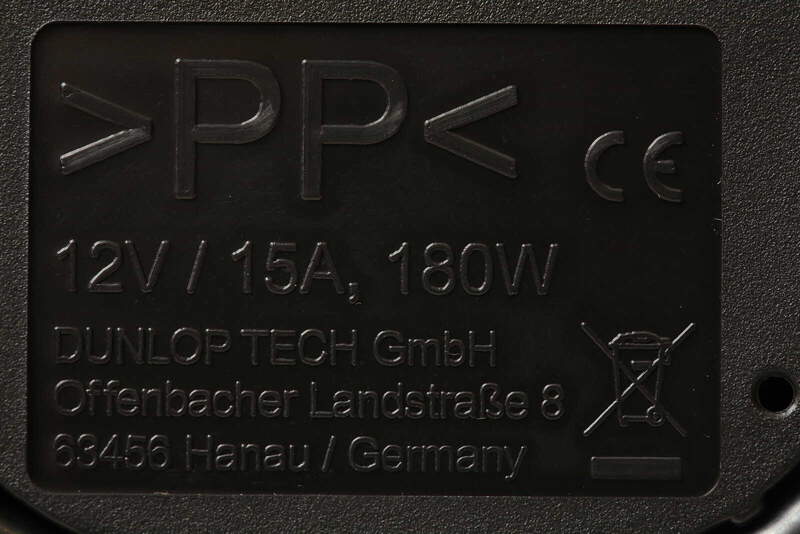 >PP<
CE
12V / 15A, 180W
DUNLOP TECH GmbH
Offenbacher Landstraße 8
63456 Hanau / Germany